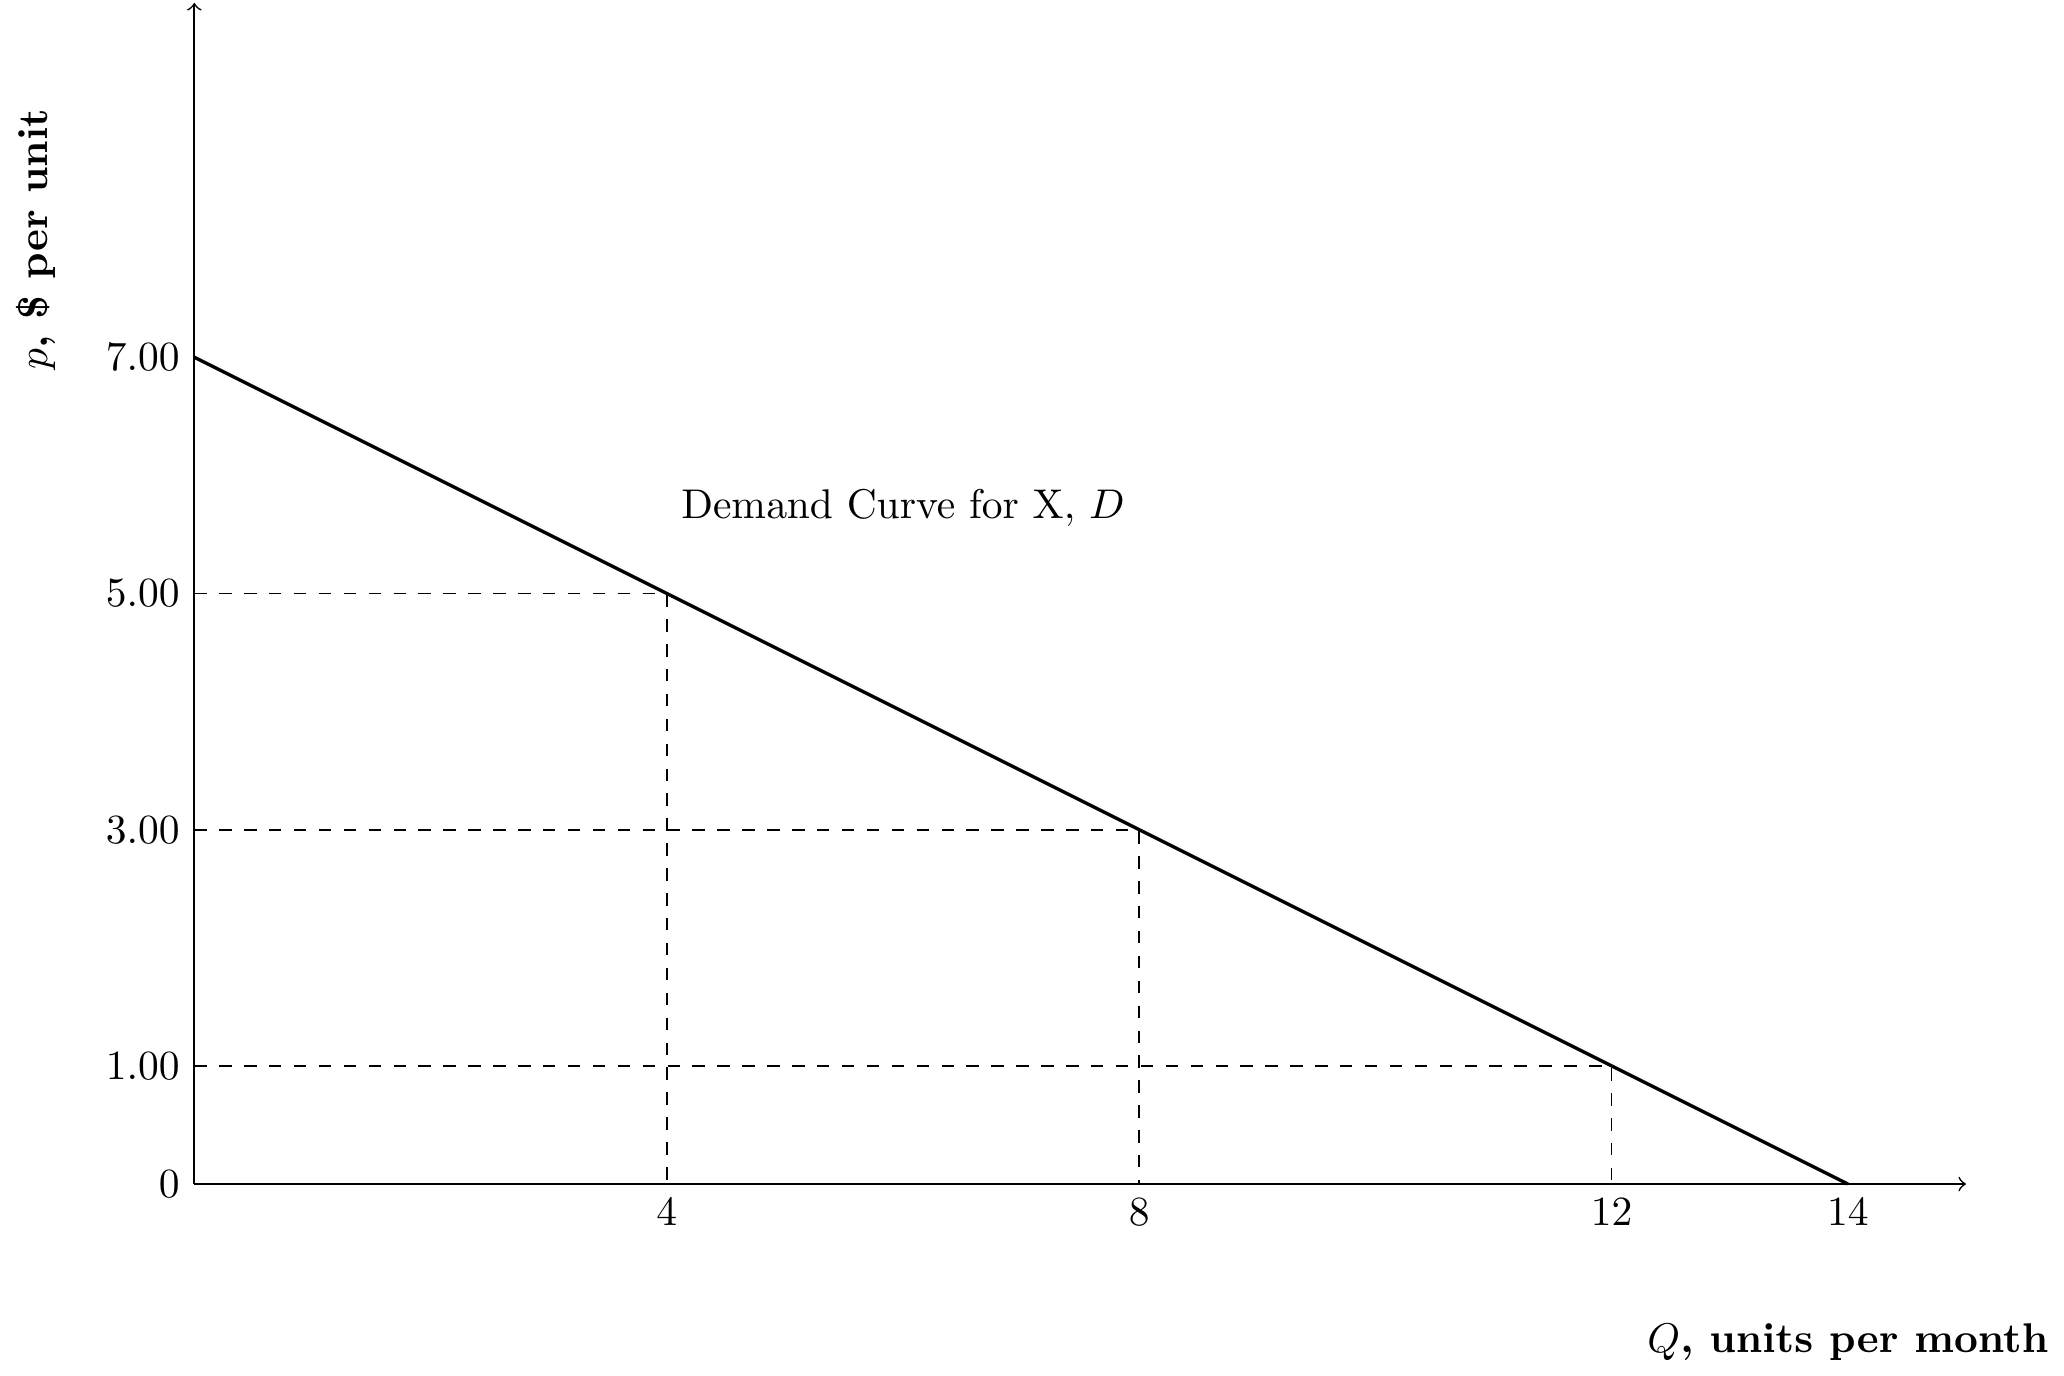 p, $ per unit
7.00
Demand Curve for X, D
5.00
3.00
1.00
0
4 8 12 14
Q, units per month